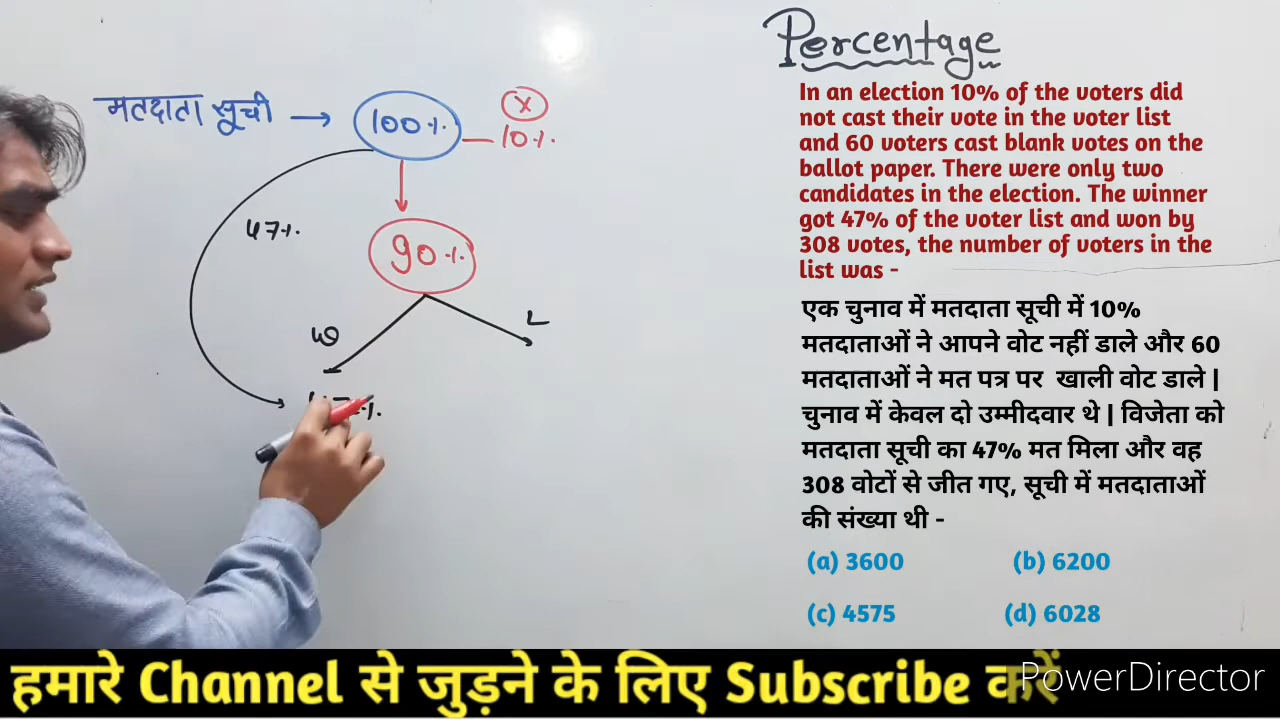 Percentage
मतदाता सूची → 100%
X
10%
47%
90%
W
L
In an election 10% of the voters did
not cast their vote in the voter list
and 60 voters cast blank votes on the
ballot paper. There were only two
candidates in the election. The winner
got 47% of the voter list and won by
308 votes, the number of voters in the
list was -
एक चुनाव में मतदाता सूची में 10%
मतदाताओं ने आपने वोट नहीं डाले और 60
मतदाताओं ने मत पत्र पर खाली वोट डाले |
चुनाव में केवल दो उम्मीदवार थे | विजेता को
मतदाता सूची का 47% मत मिला और वह
308 वोटों से जीत गए, सूची में मतदाताओं
की संख्या थी -
(a) 3600 (b) 6200
(c) 4575 (d) 6028
हमारे Channel से जुड़ने के लिए Subscribe करें
PowerDirector